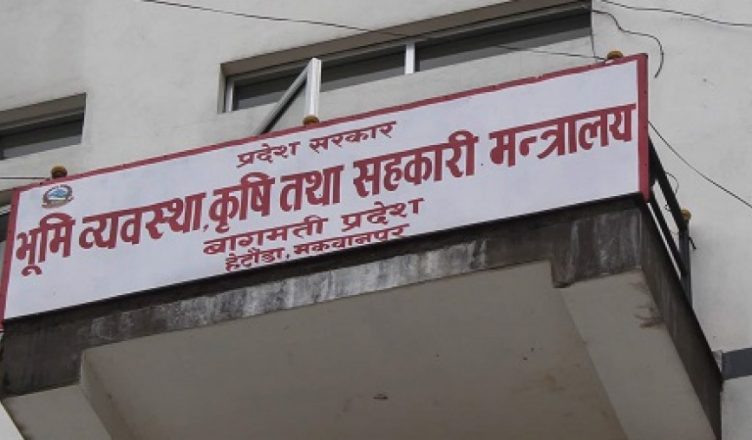 प्रदेश सरकार
भूमि व्यवस्था, कृषि तथा सहकारी मन्त्रालय
बागमती प्रदेश
हेटौंडा, मकवानपुर